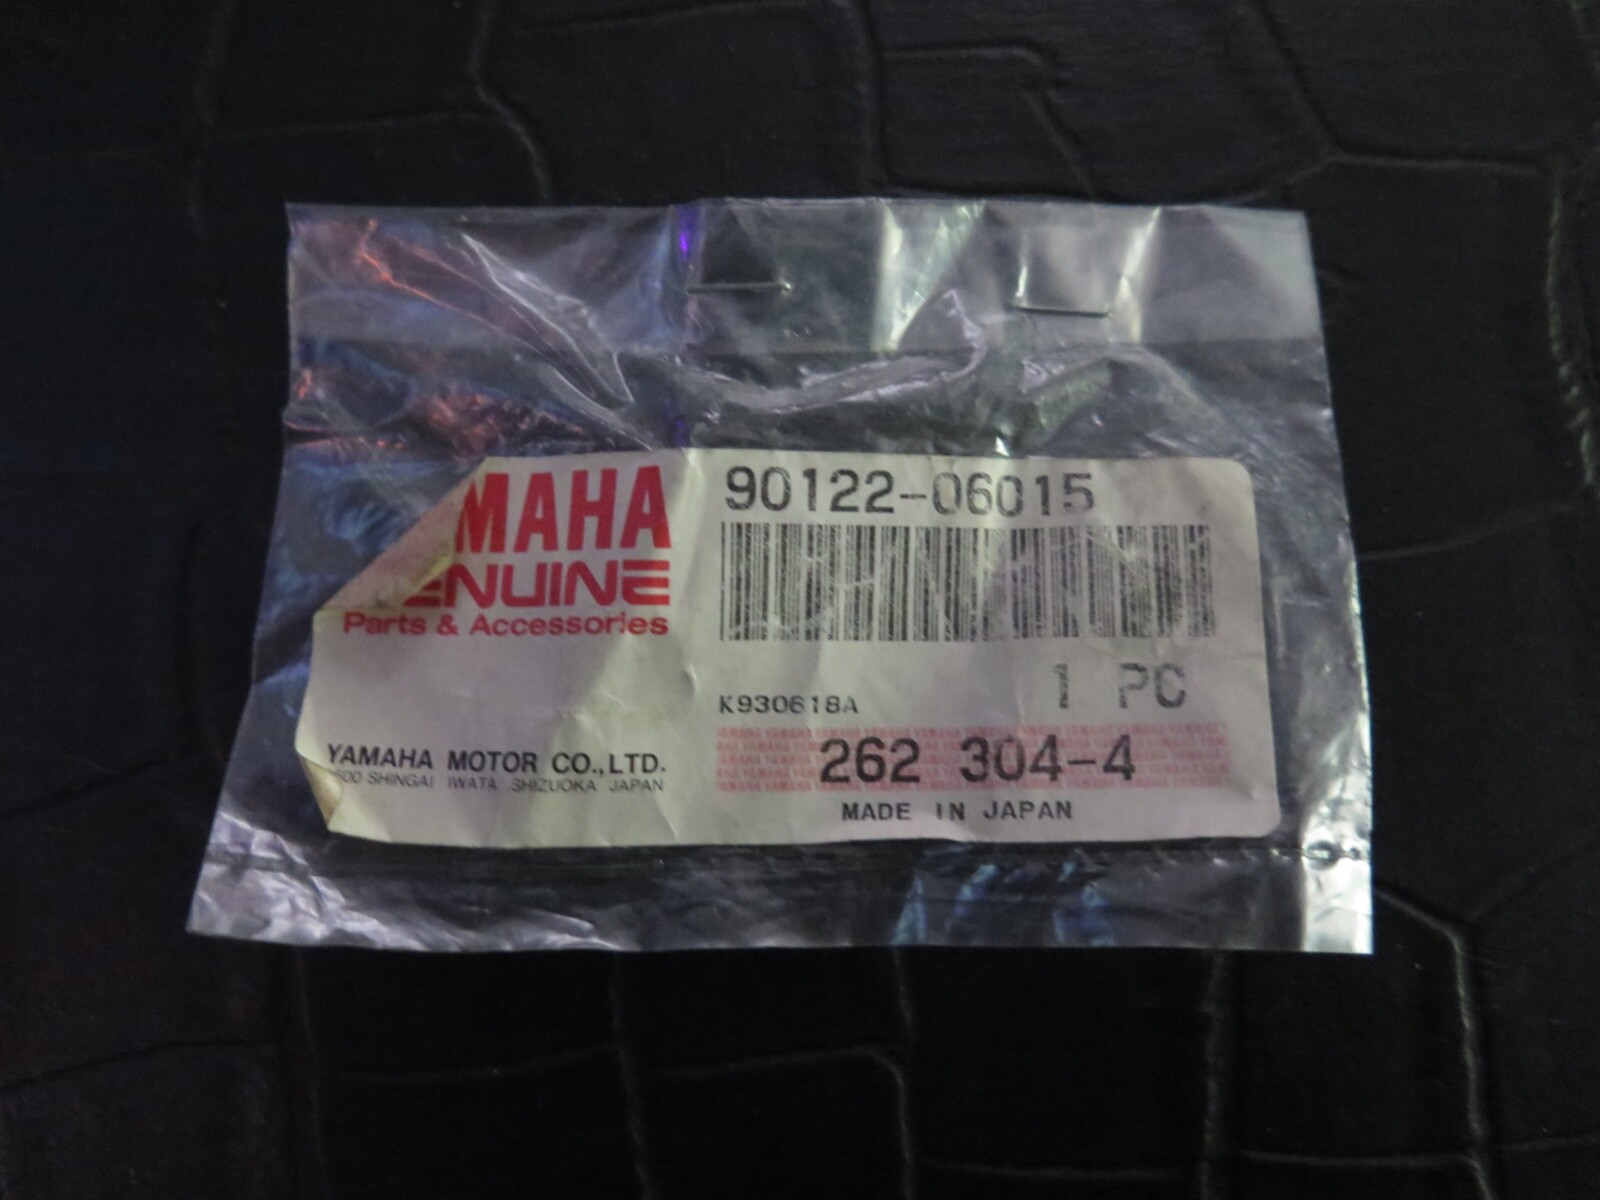 MAHA
ENUINE
Parts & Accessories
YAMAHA MOTOR CO., LTD.
2500 SHINGAI IWATA SHIZUOKA JAPAN
90122-06015
K930618A
1 PC
262 304-4
MADE IN JAPAN